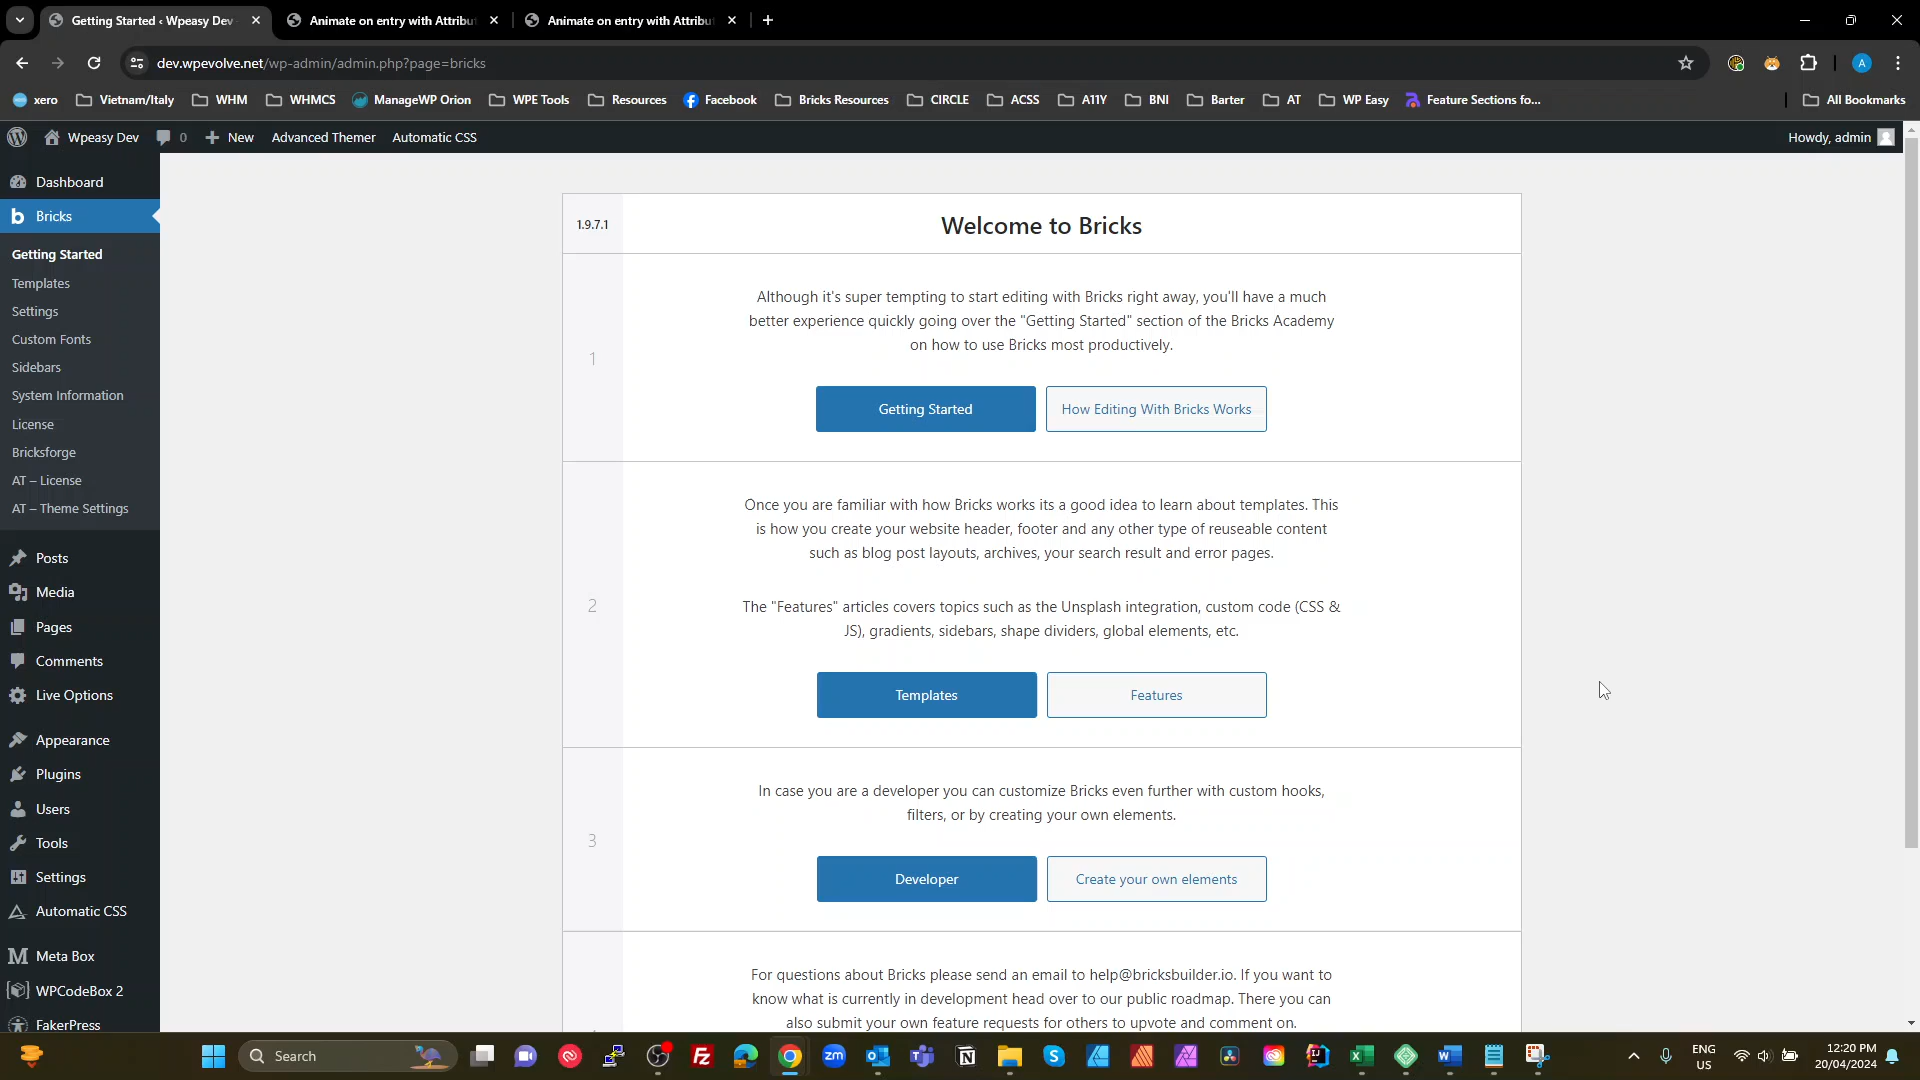 Getting Started ‹ Wpeasy Dev
Animate on entry with Attribut
Animate on entry with Attribut
dev.wpevolve.net/wp-admin/admin.php?page=bricks
xero
Vietnam/Italy
WHM
WHMCS
ManageWP Orion
WPE Tools
Resources
Facebook
Bricks Resources
CIRCLE
ACSS
A11Y
BNI
Barter
AT
WP Easy
Feature Sections fo...
All Bookmarks
Wpeasy Dev
0
New
Advanced Themer
Automatic CSS
Howdy, admin
Dashboard
Bricks
Getting Started
Templates
Settings
Custom Fonts
Sidebars
System Information
License
Bricksforge
AT – License
AT – Theme Settings
Posts
Media
Pages
Comments
Live Options
Appearance
Plugins
Users
Tools
Settings
Automatic CSS
Meta Box
WPCodeBox 2
FakerPress
1.9.7.1
Welcome to Bricks
1
Although it's super tempting to start editing with Bricks right away, you'll have a much
better experience quickly going over the "Getting Started" section of the Bricks Academy
on how to use Bricks most productively.
Getting Started
How Editing With Bricks Works
2
Once you are familiar with how Bricks works its a good idea to learn about templates. This
is how you create your website header, footer and any other type of reuseable content
such as blog post layouts, archives, your search result and error pages.
The "Features" articles covers topics such as the Unsplash integration, custom code (CSS &
JS), gradients, sidebars, shape dividers, global elements, etc.
Templates
Features
3
In case you are a developer you can customize Bricks even further with custom hooks,
filters, or by creating your own elements.
Developer
Create your own elements
For questions about Bricks please send an email to help@bricksbuilder.io. If you want to
know what is currently in development head over to our public roadmap. There you can
also submit your own feature requests for others to upvote and comment on.
Search
ENG
US
12:20 PM
20/04/2024